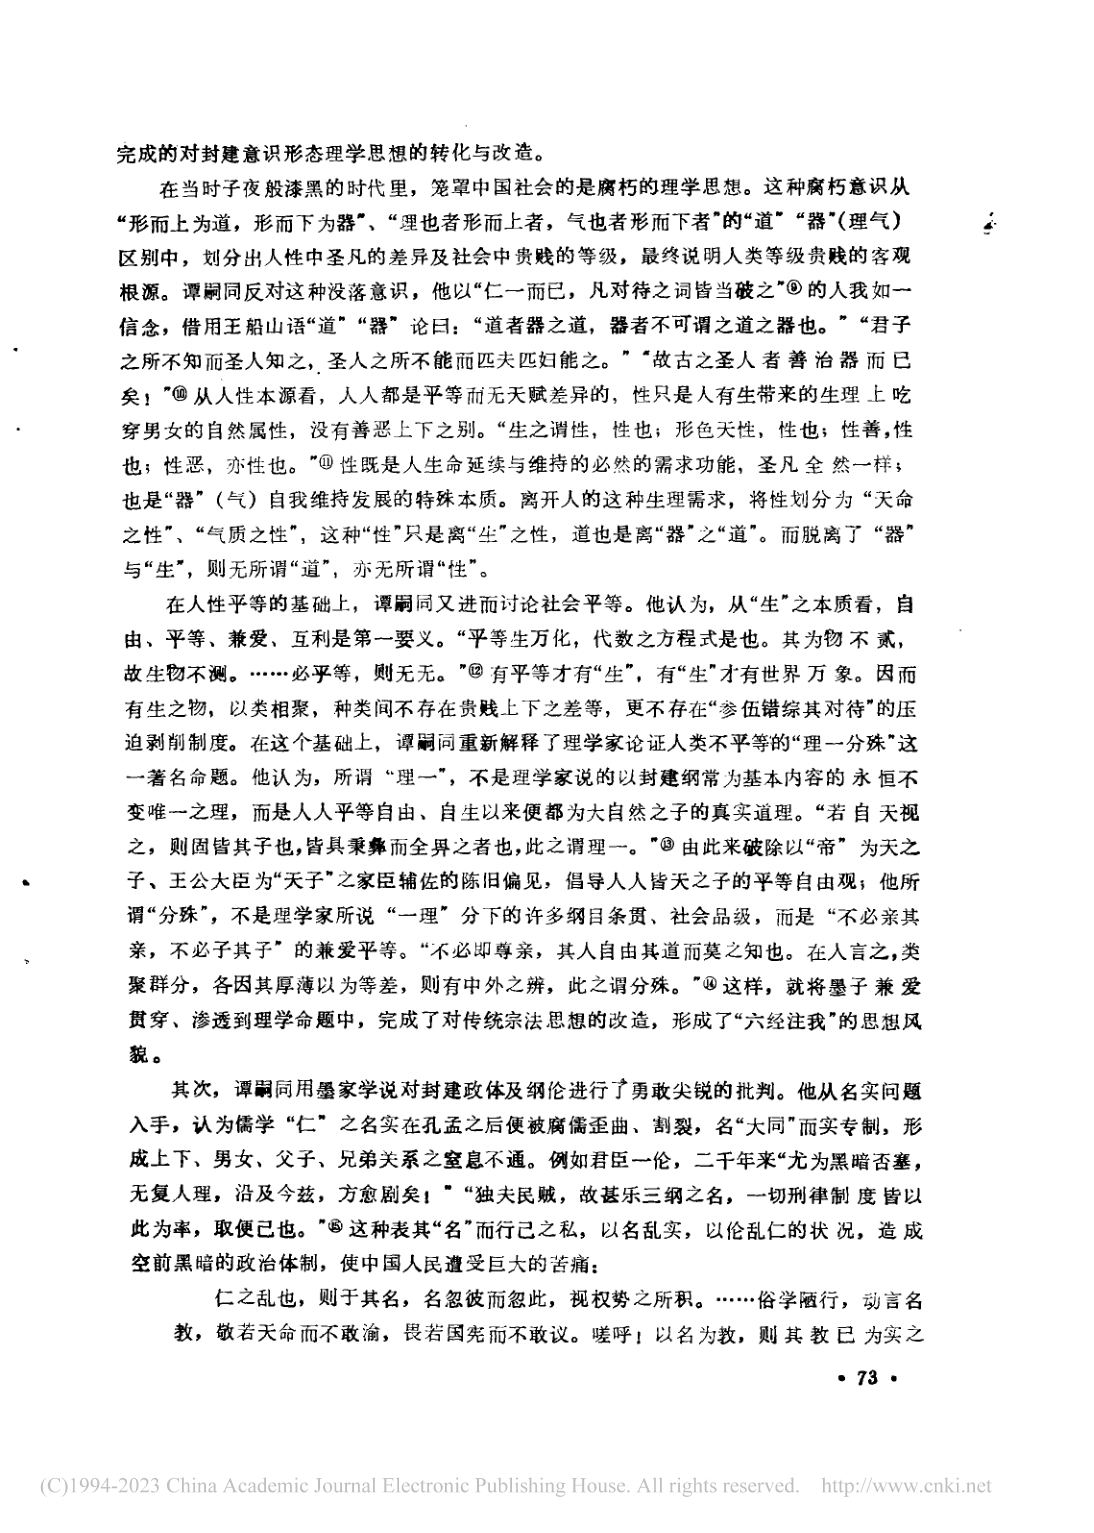 完成的对封建意识形态理学思想的转化与改造。
在当时子夜般漆黑的时代里，笼罩中国社会的是腐朽的理学思想。这种腐朽意识从
“形而上为道，形而下为器”、“理也者形而上者，气也者形而下者”的“道”“器”（理气）
区别中，划分出人性中圣凡的差异及社会中贵贱的等级，最终说明人类等级贵贱的客观
根源。谭嗣同反对这种没落意识，他以“仁一而已，凡对待之词皆当破之”⑨的人我如一
信念，借用王船山语“道”“器”论曰：“道者器之道，器者不可谓之道之器也。”“君子
之所不知而圣人知之，圣人之所不能而匹夫匹妇能之。”“故古之圣人者善治器而已
矣！”⑩从人性本源看，人人都是平等而无天赋差异的，性只是人有生带来的生理上吃
穿男女的自然属性，没有善恶上下之别。“生之谓性，性也；形色天性，性也；性善，性
也；性恶，亦性也。”⑪性既是人生命延续与维持的必然的需求功能，圣凡全然一样；
也是“器”（气）自我维持发展的特殊本质。离开人的这种生理需求，将性划分为“天命
之性”、“气质之性”，这种“性”只是离“生”之性，道也是离“器”之“道”。而脱离了“器”
与“生”，则无所谓“道”，亦无所谓“性”。
在人性平等的基础上，谭嗣同又进而讨论社会平等。他认为，从“生”之本质看，自
由、平等、兼爱、互利是第一要义。“平等生万化，代数之方程式是也。其为物不贰，
故生物不测。……必平等，则无无。”⑫有平等才有“生”，有“生”才有世界万象。因而
有生之物，以类相聚，种类间不存在贵贱上下之差等，更不存在“参伍错综其对待”的压
迫剥削制度。在这个基础上，谭嗣同重新解释了理学家论证人类不平等的“理一分殊”这
一著名命题。他认为，所谓“理一”，不是理学家说的以封建纲常为基本内容的永恒不
变唯一之理，而是人人平等自由、自生以来便都为大自然之子的真实道理。“若自天视
之，则固皆其子也，皆具秉彝而全畀之者也，此之谓理一。”⑬由此来破除以“帝”为天之
子、王公大臣为“天子”之家臣辅佐的陈旧偏见，倡导人人皆天之子的平等自由观；他所
谓“分殊”，不是理学家所说“一理”分下的许多纲目条贯、社会品级，而是“不必亲其
亲，不必子其子”的兼爱平等。“不必即尊亲，其人自由其道而莫之知也。在人言之，类
聚群分，各因其厚薄以为等差，则有中外之辨，此之谓分殊。”⑭这样，就将墨子兼爱
贯穿、渗透到理学命题中，完成了对传统宗法思想的改造，形成了“六经注我”的思想风
貌。
其次，谭嗣同用墨家学说对封建政体及纲伦进行了勇敢尖锐的批判。他从名实问题
入手，认为儒学“仁”之名实在孔孟之后便被腐儒歪曲、割裂，名“大同”而实专制，形
成上下、男女、父子、兄弟关系之窒息不通。例如君臣一伦，二千年来“尤为黑暗否塞，
无复人理，沿及今兹，方愈剧矣！”“独夫民贼，故甚乐三纲之名，一切刑律制度皆以
此为率，取便己也。”⑮这种表其“名”而行己之私，以名乱实，以伦乱仁的状况，造成
空前黑暗的政治体制，使中国人民遭受巨大的苦痛：
仁之乱也，则于其名，名忽彼而忽此，视权势之所积。……俗学陋行，动言名
教，敬若天命而不敢渝，畏若国宪而不敢议。嗟呼！以名为教，则其教已为实之
• 73 •
(C)1994-2023 China Academic Journal Electronic Publishing House. All rights reserved. http://www.cnki.net